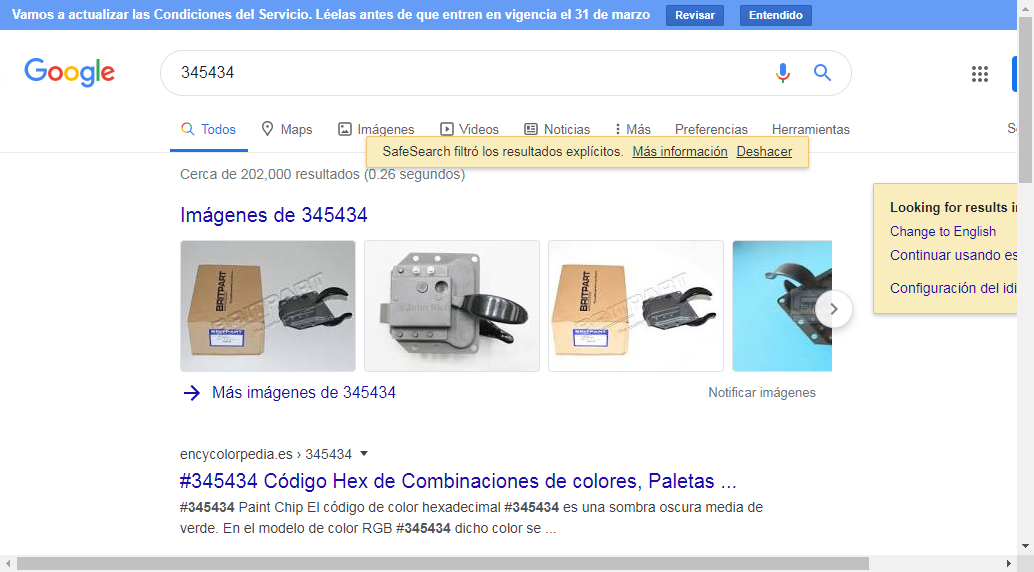 Vamos a actualizar las Condiciones del Servicio. Léelas antes de que entren en vigencia el 31 de marzo Revisar Entendido
Google 345434
Todos Maps Imágenes Videos Noticias Más Preferencias Herramientas
SafeSearch filtró los resultados explícitos. Más información Deshacer
Cerca de 202,000 resultados (0.26 segundos)
Imágenes de 345434
BRITPART
BRITPART
©John Ric
BRITPART
BRITPART
Más imágenes de 345434 Notificar imágenes
encycolorpedia.es › 345434
#345434 Código Hex de Combinaciones de colores, Paletas ...
#345434 Paint Chip El código de color hexadecimal #345434 es una sombra oscura media de
verde. En el modelo de color RGB #345434 dicho color se ...
Looking for results i
Change to English
Continuar usando es
Configuración del idi